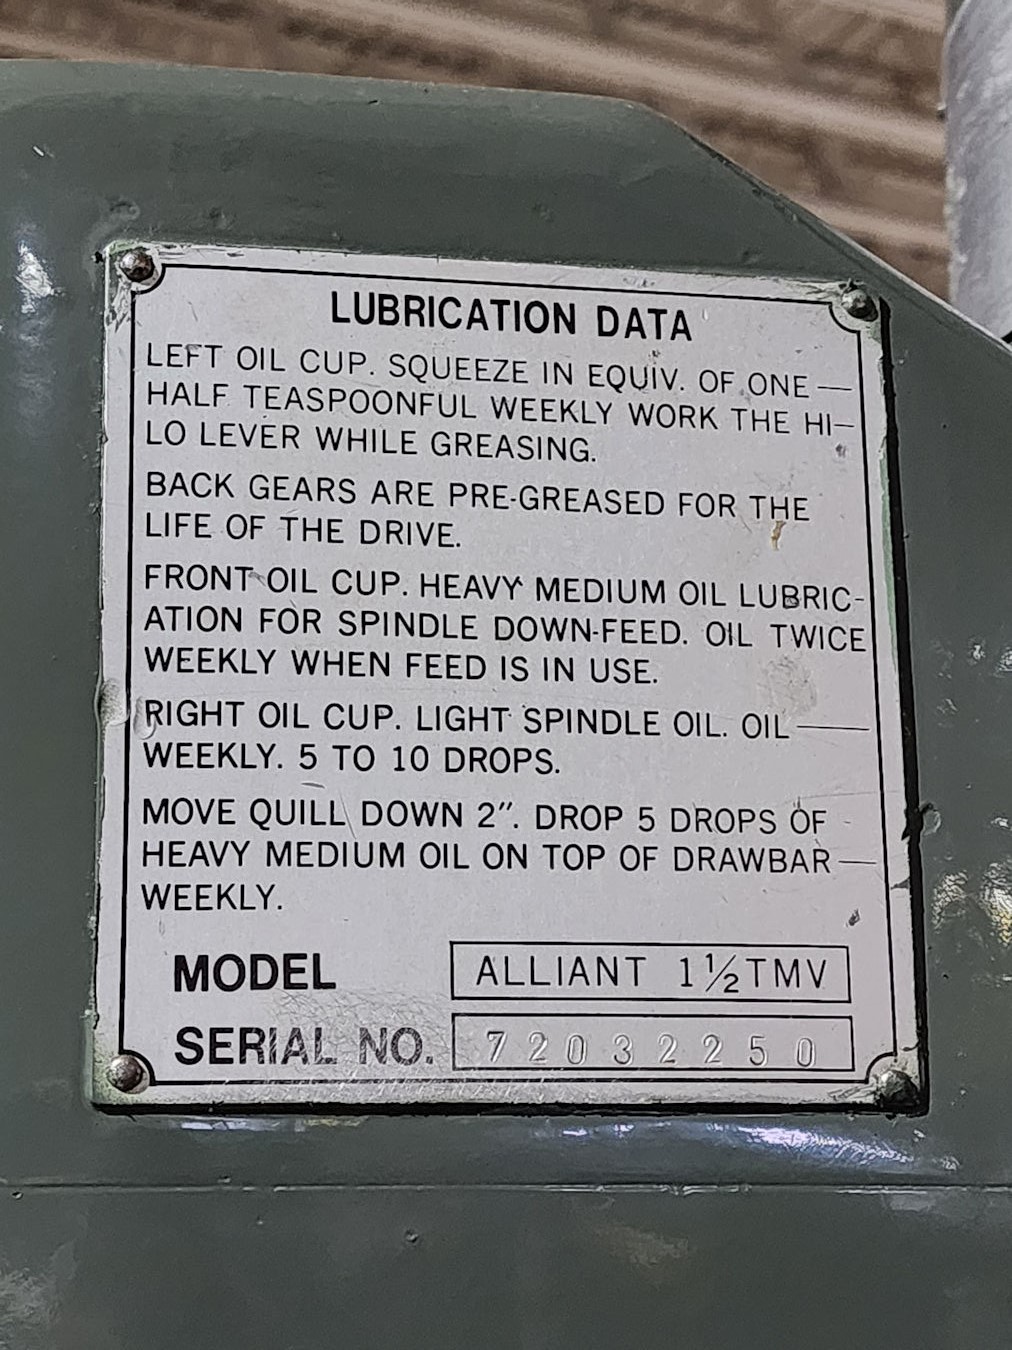 LUBRICATION DATA
LEFT OIL CUP. SQUEEZE IN EQUIV. OF ONE —
HALF TEASPOONFUL WEEKLY WORK THE HI—
LO LEVER WHILE GREASING.
BACK GEARS ARE PRE-GREASED FOR THE
LIFE OF THE DRIVE.
FRONT OIL CUP. HEAVY MEDIUM OIL LUBRIC-
ATION FOR SPINDLE DOWN-FEED. OIL TWICE
WEEKLY WHEN FEED IS IN USE.
RIGHT OIL CUP. LIGHT SPINDLE OIL. OIL ——
WEEKLY. 5 TO 10 DROPS.
MOVE QUILL DOWN 2″. DROP 5 DROPS OF -
HEAVY MEDIUM OIL ON TOP OF DRAWBAR —
WEEKLY.
MODEL ALLIANT 1½TMV
SERIAL NO. 72032250